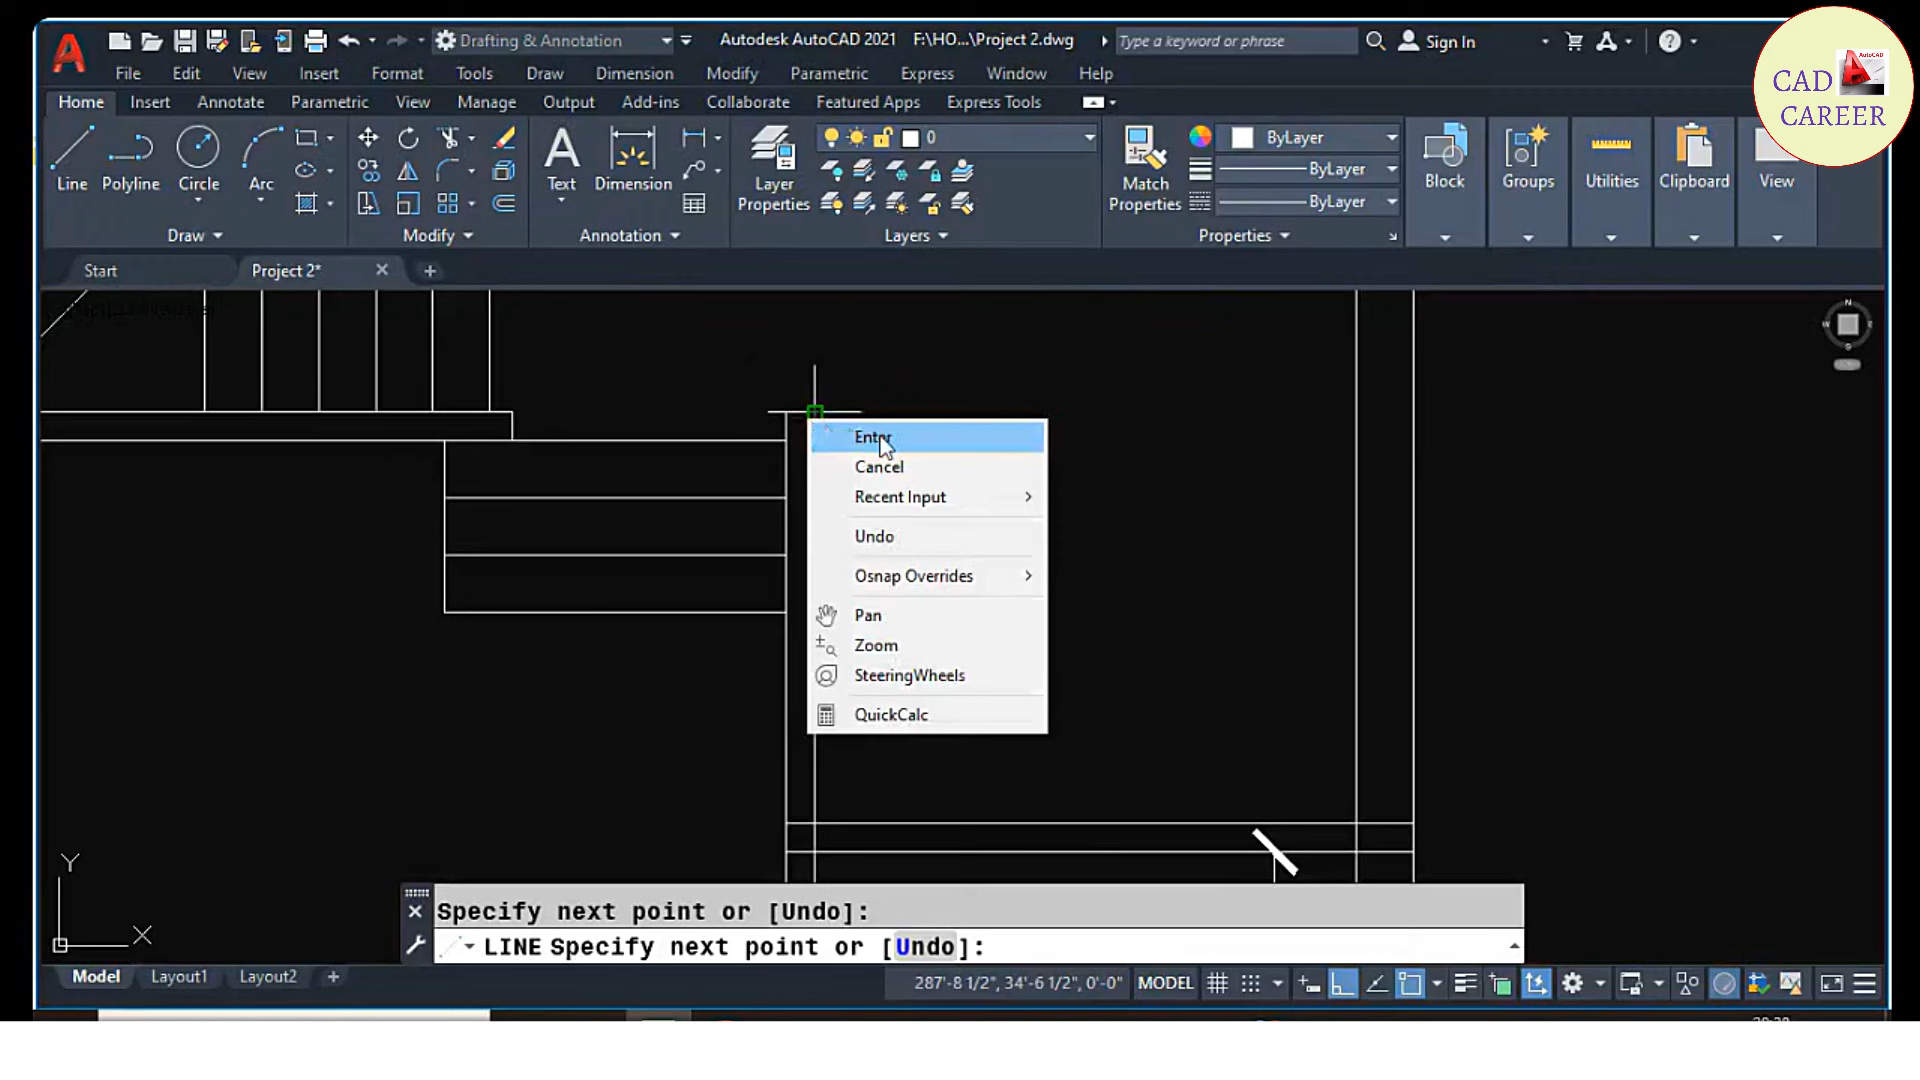 Drafting & Annotation
Autodesk AutoCAD 2021 F:\HO...\Project 2.dwg
Type a keyword or phrase
Sign In
File Edit View Insert Format Tools Draw Dimension Modify Parametric Express Window Help
Home Insert Annotate Parametric View Manage Output Add-ins Collaborate Featured Apps Express Tools
AutoCAD
CAD
CAREER
0
ByLayer
ByLayer
ByLayer
Line Polyline Circle Arc
Text Dimension
Layer
Properties
Match
Properties
Block Groups Utilities Clipboard View
Draw Modify Annotation Layers Properties
Start Project 2*
N
W
S
Enter
Cancel
Recent Input
Undo
Osnap Overrides
Pan
Zoom
SteeringWheels
QuickCalc
Y
X
Specify next point or [Undo]:
LINE Specify next point or [Undo]:
Model Layout1 Layout2 +
287'-8 1/2", 34'-6 1/2", 0'-0" MODEL